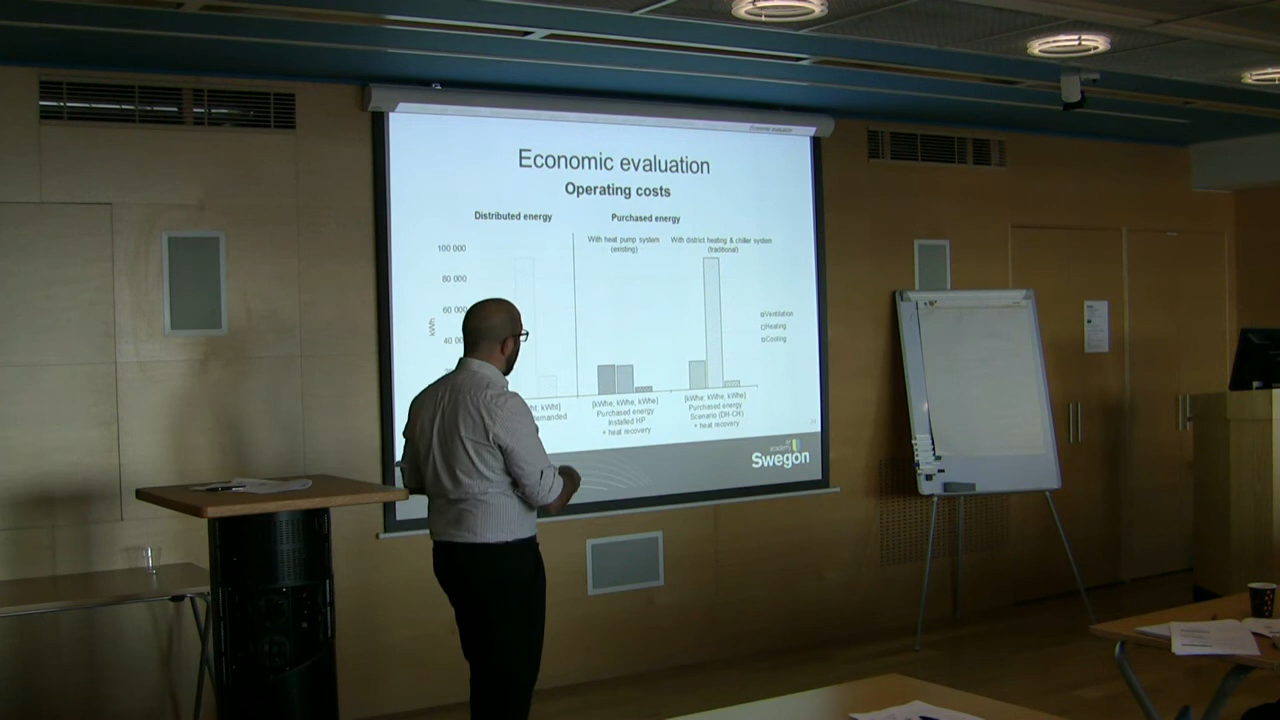 Economic evaluation
Economic evaluation
Operating costs
Distributed energy
Purchased energy
With heat pump system
(existing)
With district heating & chiller system
(traditional)
100 000
80 000
60 000
40 00
kWh
Ventilation
Heating
Cooling
kWht]
demanded
[kWhe; kWhe; kWhe]
Purchased energy
Installed HP
+ heat recovery
[kWhe; kWhe; kWhe]
Purchased energy
Scenario (DH-CH)
+ heat recovery
academy
Swegon